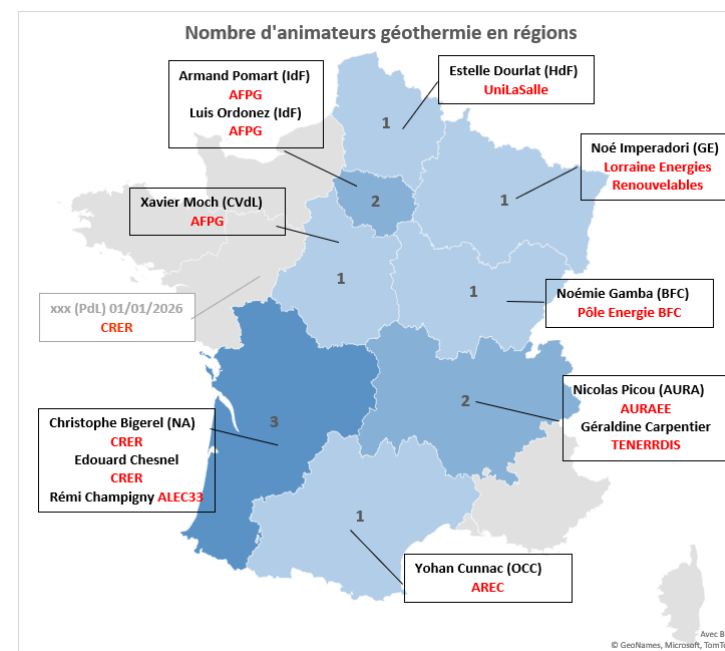 Nombre d'animateurs géothermie en régions
Armand Pomart (IdF)
AFPG
Luis Ordonez (IdF)
AFPG
Estelle Dourlat (HdF)
UniLaSalle
1
Noé Imperadori (GE)
Lorraine Energies
Renouvelables
2
1
Xavier Moch (CVdL)
AFPG
1
1
Noémie Gamba (BFC)
Pôle Energie BFC
xxx (PdL) 01/01/2026
CRER
Nicolas Picou (AURA)
AURAEE
Géraldine Carpentier
TENERRDIS
2
3
Christophe Bigerel (NA)
CRER
Edouard Chesnel
CRER
Rémi Champigny ALEC33
1
Yohan Cunnac (OCC)
AREC
Avec B
© GeoNames, Microsoft, TomTo